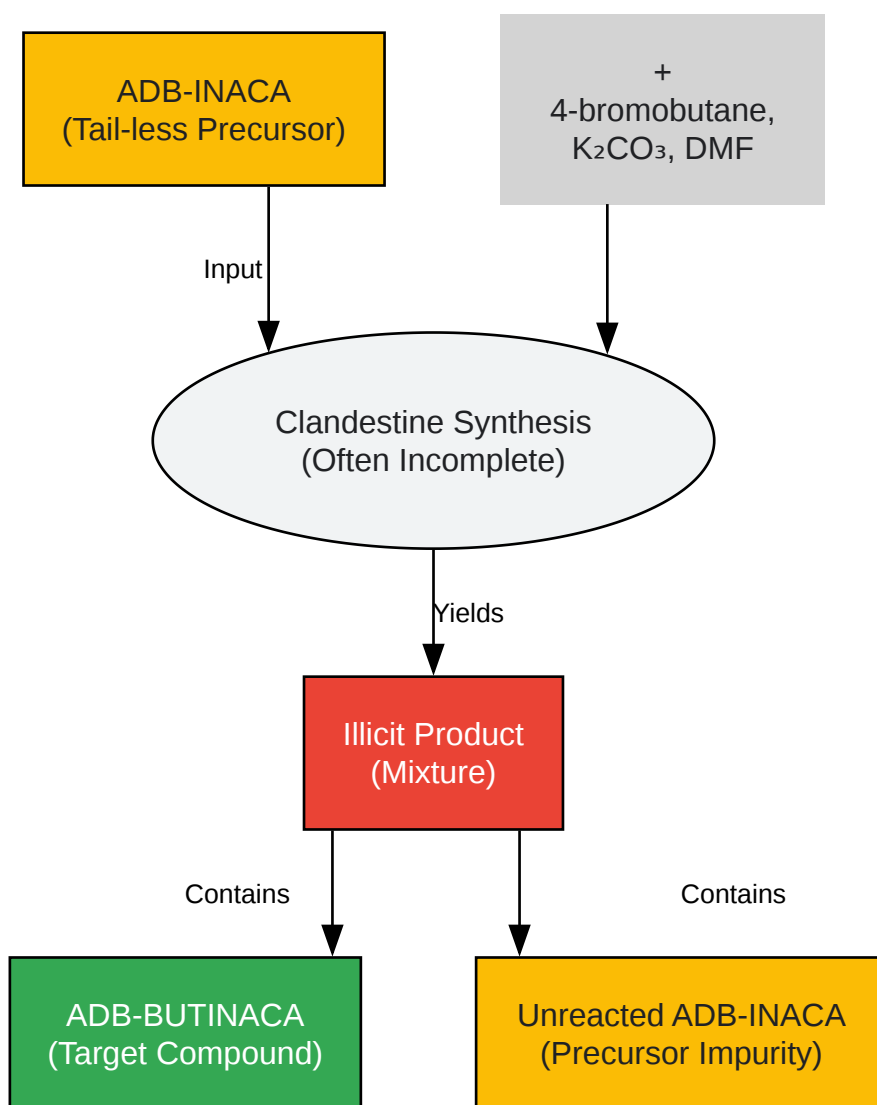 ADB-INACA
(Tail-less Precursor)
+
4-bromobutane,
K₂CO₃, DMF
Input
Clandestine Synthesis
(Often Incomplete)
Yields
Illicit Product
(Mixture)
Contains
Contains
ADB-BUTINACA
(Target Compound)
Unreacted ADB-INACA
(Precursor Impurity)